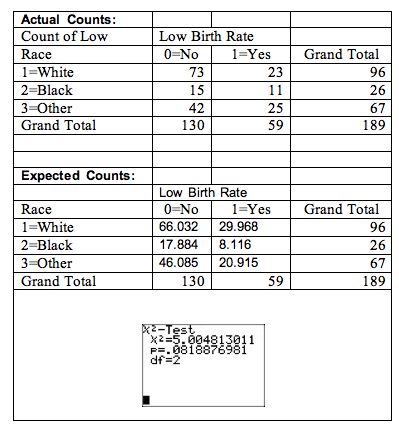 Actual Counts:
Count of Low Low Birth Rate
Race 0=No 1=Yes Grand Total
1=White 73 23 96
2=Black 15 11 26
3=Other 42 25 67
Grand Total 130 59 189
Expected Counts:
Low Birth Rate
Race 0=No 1=Yes Grand Total
1=White 66.032 29.968 96
2=Black 17.884 8.116 26
3=Other 46.085 20.915 67
Grand Total 130 59 189
X²-Test
X²=5.004813011
P=.0818876981
df=2